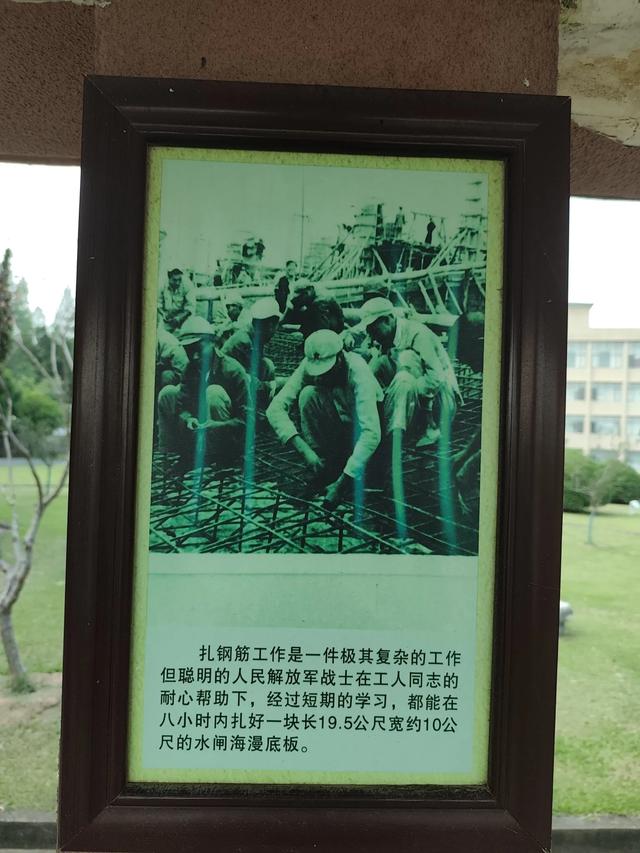 扎钢筋工作是一件极其复杂的工作
但聪明的人民解放军战士在工人同志的
耐心帮助下，经过短期的学习，都能在
八小时内扎好一块长19.5公尺宽约10公
尺的水闸海漫底板。